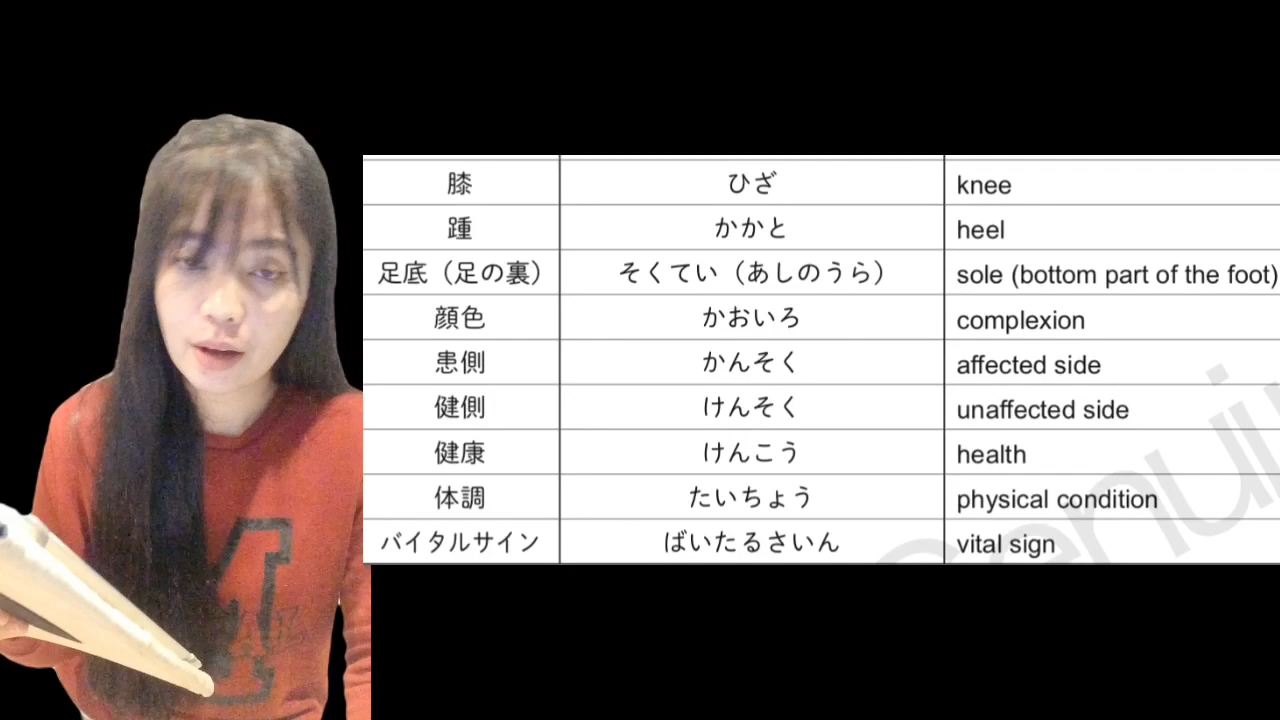 膝 ひざ knee
踵 かかと heel
足底（足の裏） そくてい（あしのうら） sole (bottom part of the foot)
顔色 かおいろ complexion
患側 かんそく affected side
健側 けんそく unaffected side
健康 けんこう health
体調 たいちょう physical condition
バイタルサイン ばいたるさいん vital sign